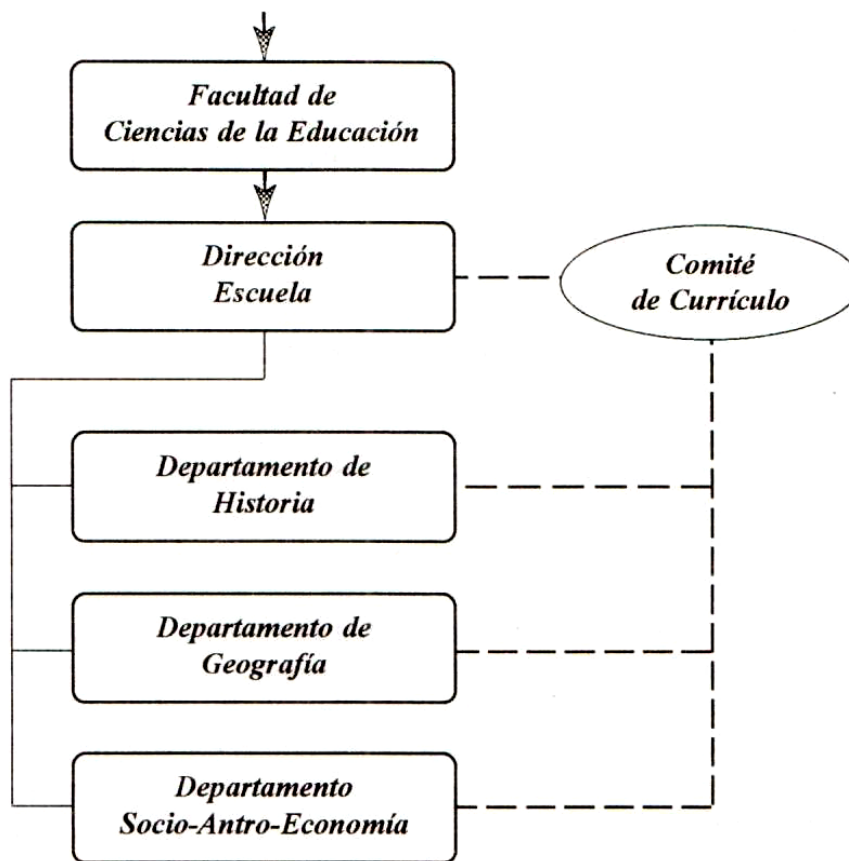 Facultad de
Ciencias de la Educación
Dirección
Escuela
Comité
de Currículo
Departamento de
Historia
Departamento de
Geografía
Departamento
Socio-Antro-Economía